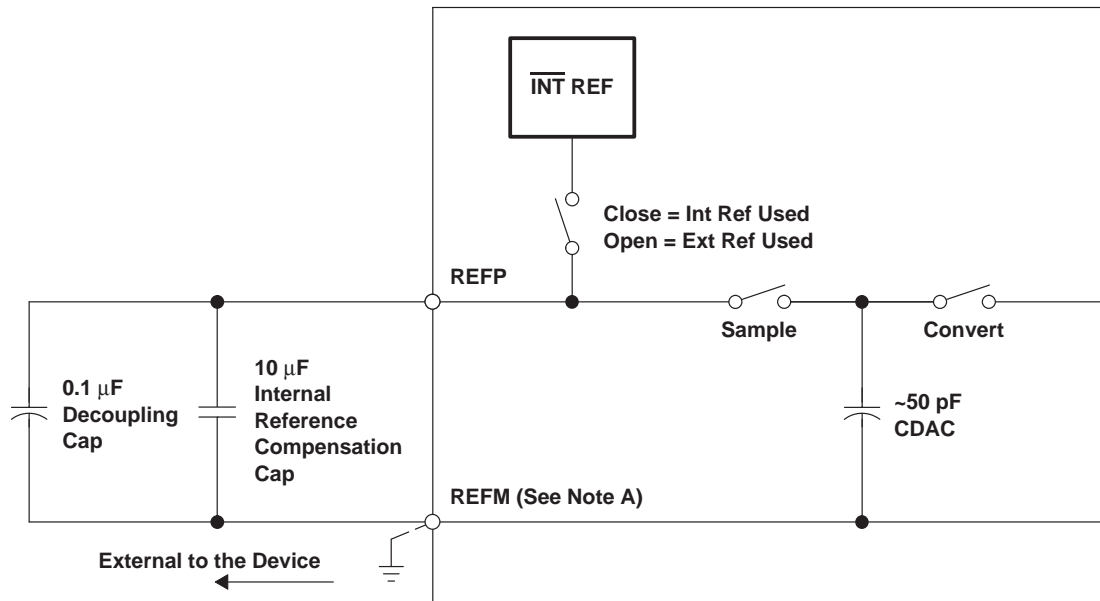 INT REF
Close = Int Ref Used
Open = Ext Ref Used
REFP
Sample
Convert
0.1 μF
Decoupling
Cap
10 μF
Internal
Reference
Compensation
Cap
~50 pF
CDAC
REFM (See Note A)
External to the Device